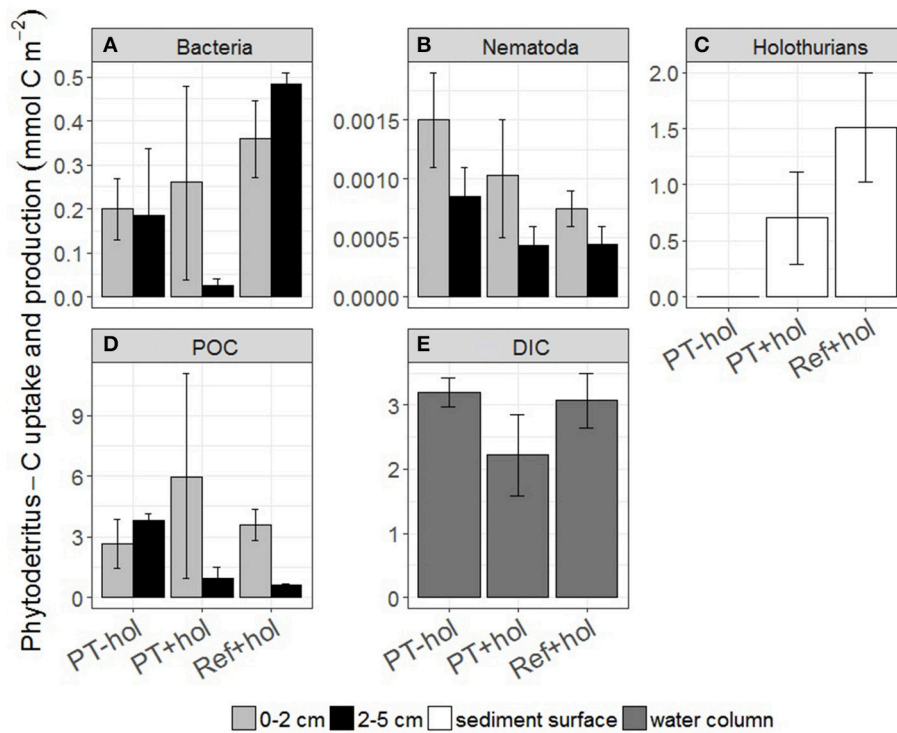 Phytodetritus – C uptake and production (mmol C m⁻²)
A Bacteria
0.5
0.4
0.3
0.2
0.1
0.0
B Nematoda
0.0015
0.0010
0.0005
0.0000
C Holothurians
2.0
1.5
1.0
0.5
0.0
PT-hol PT+hol Ref+hol
D POC
9
6
3
0
PT-hol PT+hol Ref+hol
E DIC
3
2
1
0
PT-hol PT+hol Ref+hol
0-2 cm 2-5 cm sediment surface water column